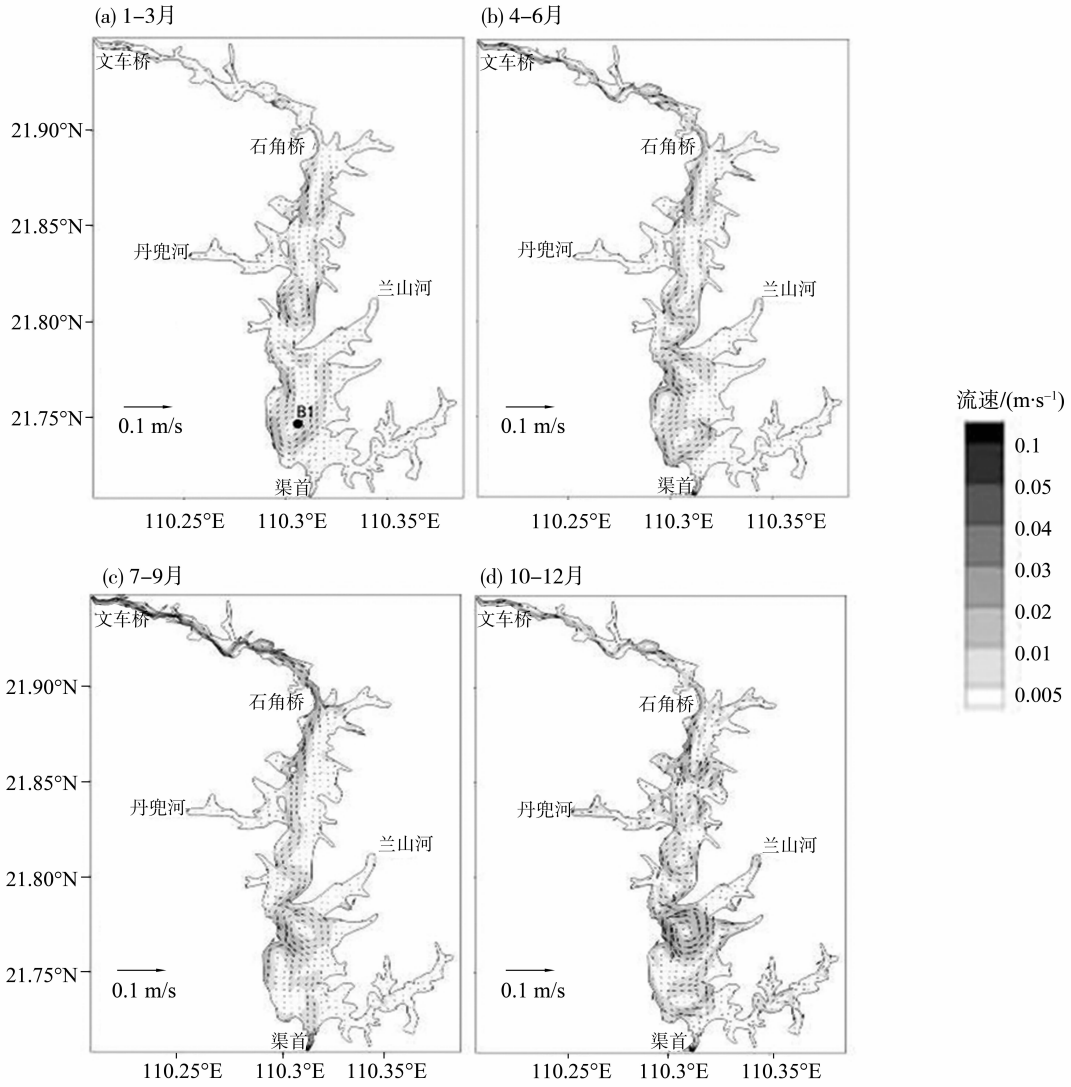 (a) 1–3月
(b) 4–6月
文车桥
文车桥
21.90°N
石角桥
石角桥
21.85°N
丹兜河
丹兜河
兰山河
兰山河
21.80°N
B1
21.75°N
0.1 m/s
0.1 m/s
渠首
渠首
110.25°E 110.3°E 110.35°E
110.25°E 110.3°E 110.35°E
流速/(m·s⁻¹)
0.1
0.05
0.04
0.03
0.02
0.01
0.005
(c) 7–9月
(d) 10–12月
文车桥
文车桥
21.90°N
石角桥
石角桥
21.85°N
丹兜河
丹兜河
兰山河
兰山河
21.80°N
21.75°N
0.1 m/s
0.1 m/s
渠首
渠首
110.25°E 110.3°E 110.35°E
110.25°E 110.3°E 110.35°E